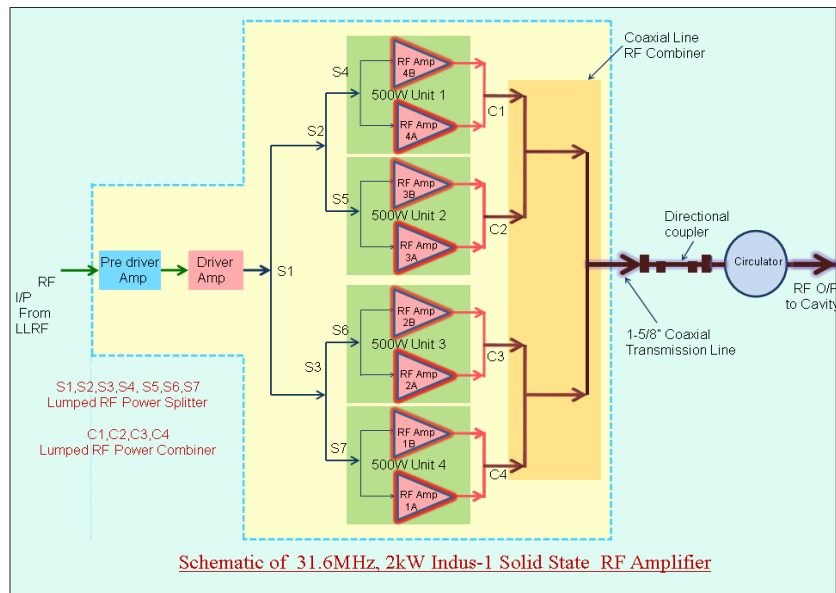 Coaxial Line
RF Combiner
S4
RF Amp
4B
500W Unit 1
RF Amp
4A
C1
S2
S5
RF Amp
3B
500W Unit 2
RF Amp
3A
C2
Directional
coupler
Pre driver
Amp
Driver
Amp
S1
Circulator
RF
I/P
From
LLRF
RF O/P
to Cavity
1-5/8" Coaxial
Transmission Line
S6
RF Amp
2B
500W Unit 3
RF Amp
2A
C3
S3
S7
RF Amp
1B
500W Unit 4
RF Amp
1A
C4
S1,S2,S3,S4, S5,S6,S7
Lumped RF Power Splitter
C1,C2,C3,C4
Lumped RF Power Combiner
Schematic of 31.6MHz, 2kW Indus-1 Solid State RF Amplifier